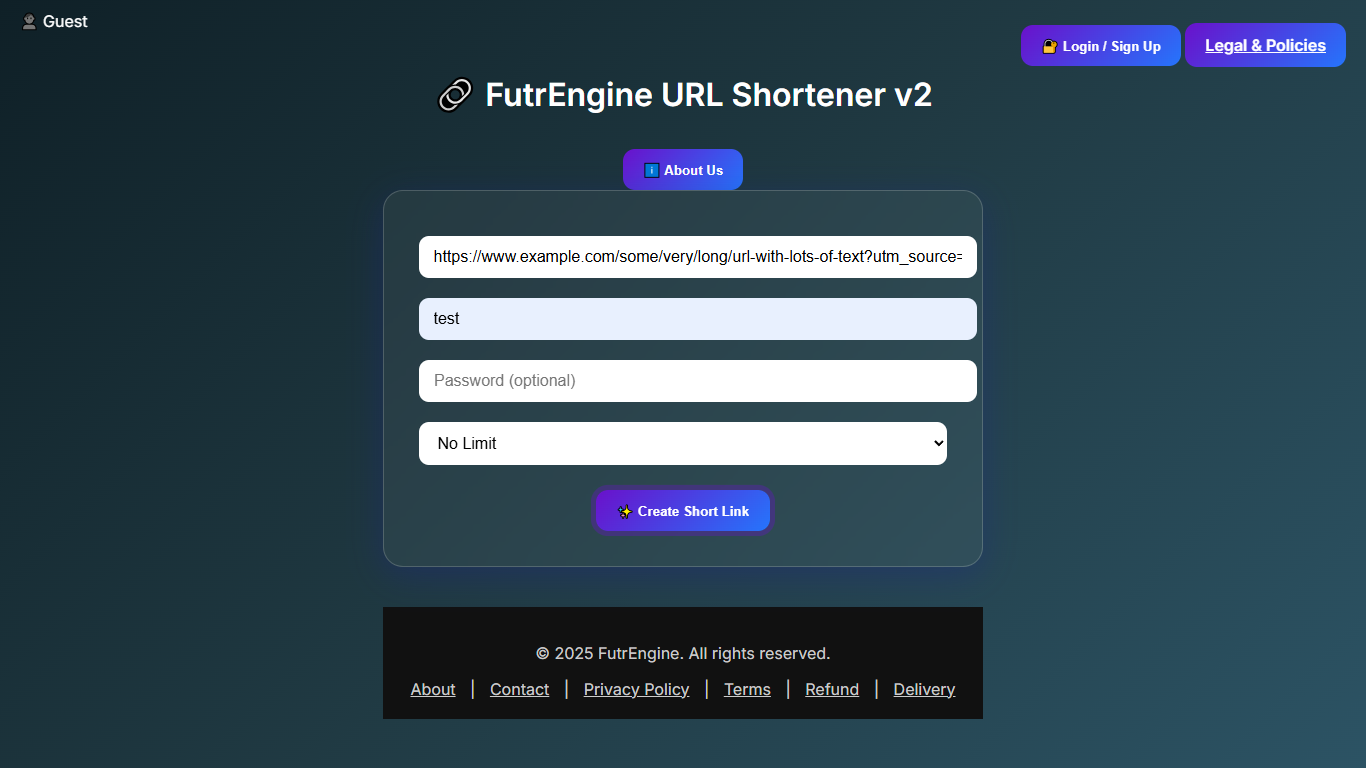 Guest
Login / Sign Up
Legal & Policies
FutrEngine URL Shortener v2
i About Us
https://www.example.com/some/very/long/url-with-lots-of-text?utm_source=
test
Password (optional)
No Limit
Create Short Link
© 2025 FutrEngine. All rights reserved.
About | Contact | Privacy Policy | Terms | Refund | Delivery